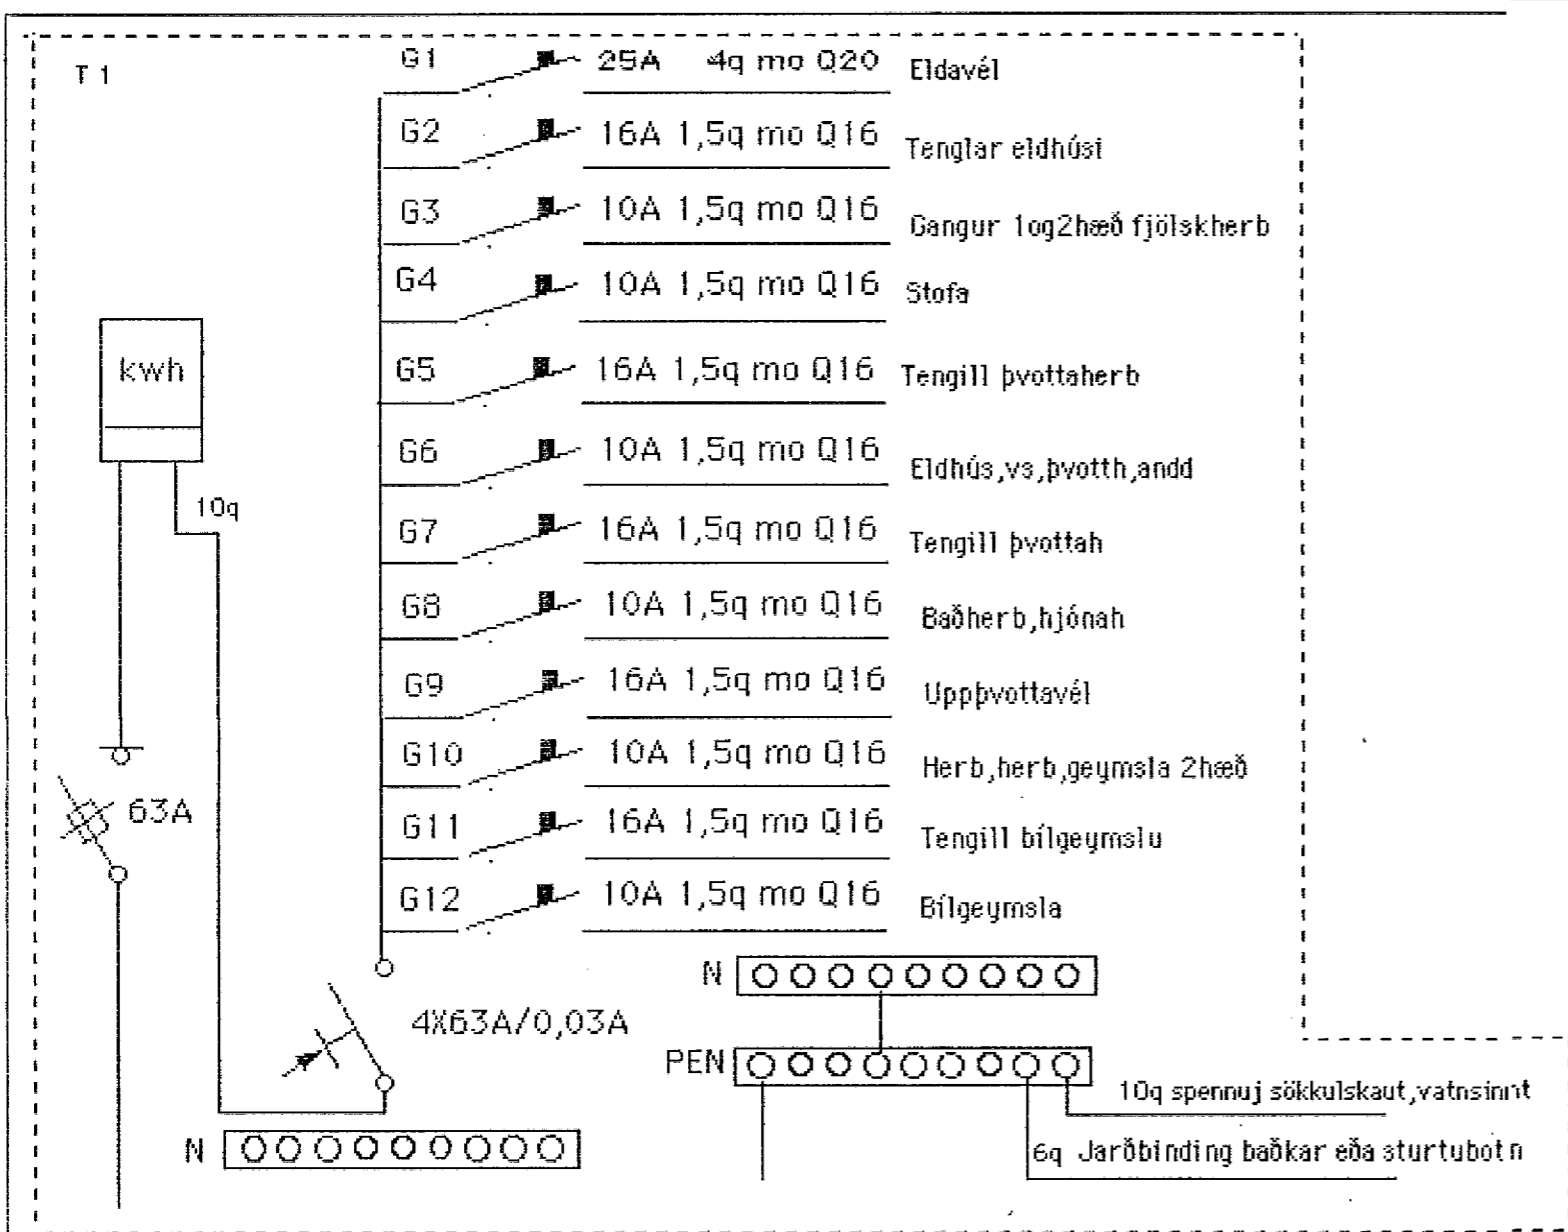 T 1
G1 25A 4q mo Q20 Eldavél
G2 16A 1,5q mo Q16 Tenglar eldhúsi
G3 10A 1,5q mo Q16 Gangur 1og2hæð fjölskherb
G4 10A 1,5q mo Q16 Stofa
kwh
G5 16A 1,5q mo Q16 Tengill þvottaherb
G6 10A 1,5q mo Q16 Eldhús,vs,þvotth,andd
10q
G7 16A 1,5q mo Q16 Tengill þvottah
G8 10A 1,5q mo Q16 Baðherb,hjónah
G9 16A 1,5q mo Q16 Uppþvottavél
G10 10A 1,5q mo Q16 Herb,herb,geymsla 2hæð
63A
G11 16A 1,5q mo Q16 Tengill bílgeymslu
G12 10A 1,5q mo Q16 Bílgeymsla
N
4X63A/0,03A
PEN
10q spennuj sökkulskaut,vatnsinnt
N
6q Jarðbinding baðkar eða sturtubotn